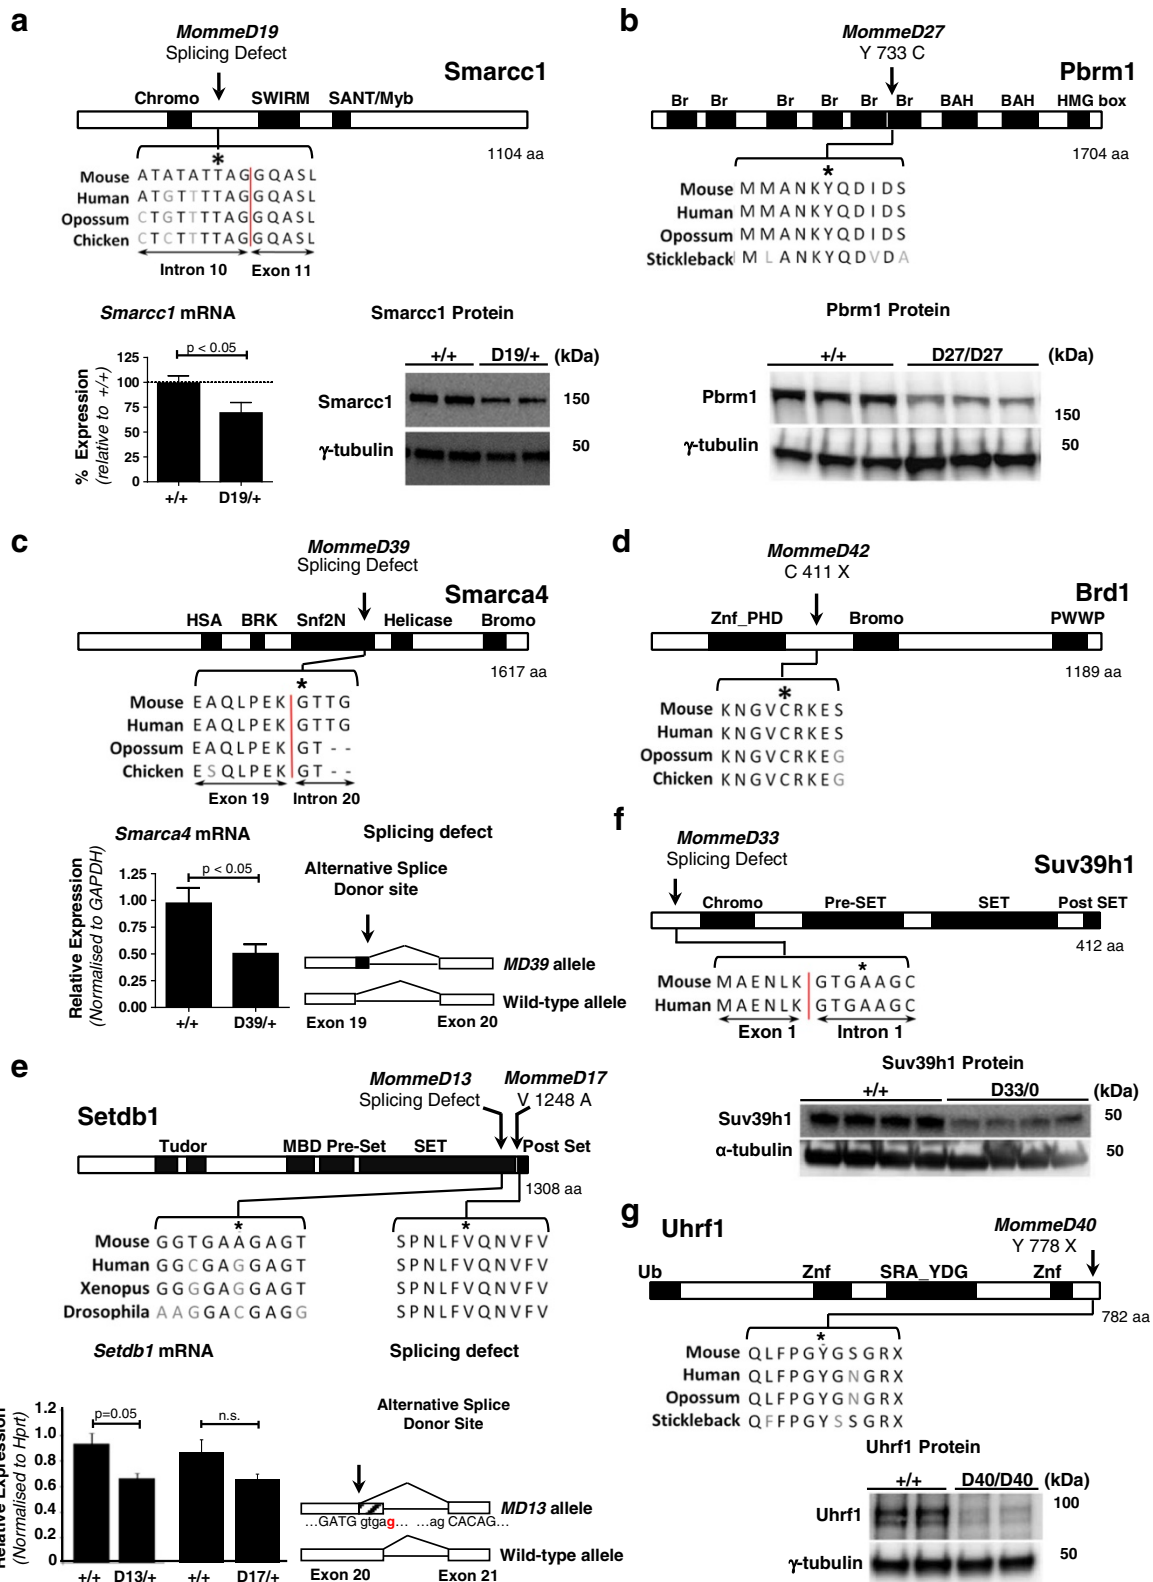 a
MommeD19
Splicing Defect
Smarcc1
Chromo SWIRM SANT/Myb
1104 aa
*
Mouse ATATATTAG GQASL
Human ATGTTTTAG GQASL
Opossum CTGTTTTAG GQASL
Chicken CTCTTTTAG GQASL
Intron 10 Exon 11
Smarcc1 mRNA
p < 0.05
125
100
75
50
25
0
% Expression
(relative to +/+)
+/+ D19/+
Smarcc1 Protein
+/+ D19/+ (kDa)
Smarcc1 150
γ-tubulin 50
b
MommeD27
Y 733 C
Pbrm1
Br Br Br Br Br Br BAH BAH HMG box
1704 aa
*
Mouse MMANKYQDIDS
Human MMANKYQDIDS
Opossum MMANKYQDIDS
Stickleback MLANKYQDVDA
Pbrm1 Protein
+/+ D27/D27 (kDa)
Pbrm1 150
γ-tubulin 50
c
MommeD39
Splicing Defect
Smarca4
HSA BRK Snf2N Helicase Bromo
1617 aa
*
Mouse EAQLPEK GTTG
Human EAQLPEK GTTG
Opossum EAQLPEK GT--
Chicken ESQLPEK GT--
Exon 19 Intron 20
Smarca4 mRNA
p < 0.05
1.25
1.00
0.75
0.50
0.25
0.00
Relative Expression
(Normalised to GAPDH)
+/+ D39/+
Splicing defect
Alternative Splice
Donor site
MD39 allele
Wild-type allele
Exon 19 Exon 20
d
MommeD42
C 411 X
Brd1
Znf_PHD Bromo PWWP
1189 aa
*
Mouse KNGVCRKES
Human KNGVCRKES
Opossum KNGVCRKEG
Chicken KNGVCRKEG
f
MommeD33
Splicing Defect
Suv39h1
Chromo Pre-SET SET Post SET
412 aa
*
Mouse MAENLK GTGAAGC
Human MAENLK GTGAAGC
Exon 1 Intron 1
Suv39h1 Protein
+/+ D33/0 (kDa)
Suv39h1 50
α-tubulin 50
e
MommeD13 MommeD17
Splicing Defect V 1248 A
Setdb1
Tudor MBD Pre-Set SET Post Set
1308 aa
* *
Mouse GGTGAAGAGT SPNLFVQNVFV
Human GGCGAGGAGT SPNLFVQNVFV
Xenopus GGGGAGGAGT SPNLFVQNVFV
Drosophila AAGGACGAGG SPNLFVQNVFV
Setdb1 mRNA
p=0.05 n.s.
1.2
1.0
0.8
0.6
0.4
0.2
0
Relative Expression
(Normalised to Hprt)
+/+ D13/+ +/+ D17/+
Splicing defect
Alternative Splice
Donor Site
MD13 allele
...GATG gtgag... ...ag CACAG...
Wild-type allele
Exon 20 Exon 21
g
MommeD40
Y 778 X
Uhrf1
Ub Znf SRA_YDG Znf
782 aa
*
Mouse QLFPGYGSGRX
Human QLFPGYGNGRX
Opossum QLFPGYGNGRX
Stickleback QFFPGYSSGRX
Uhrf1 Protein
+/+ D40/D40 (kDa)
Uhrf1 100
γ-tubulin 50